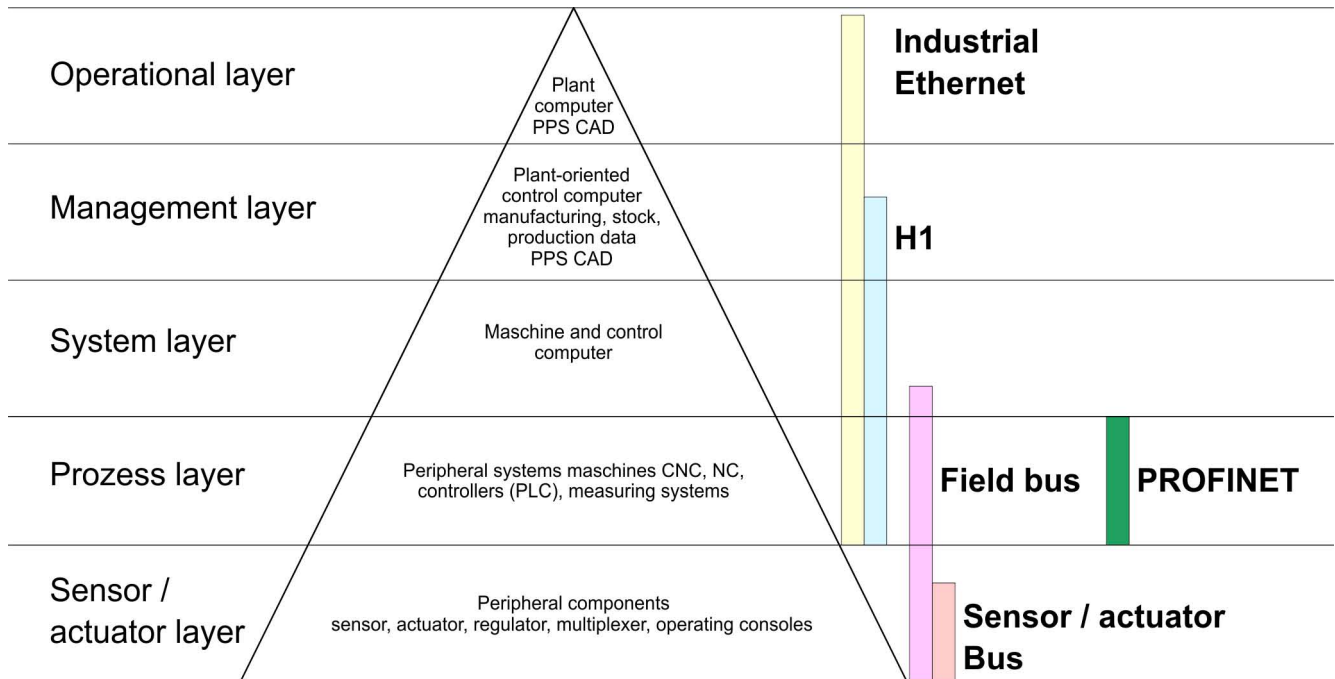 Operational layer
Plant
computer
PPS CAD
Industrial
Ethernet
Management layer
Plant-oriented
control computer
manufacturing, stock,
production data
PPS CAD
H1
System layer
Maschine and control
computer
Prozess layer
Peripheral systems maschines CNC, NC,
controllers (PLC), measuring systems
Field bus
PROFINET
Sensor /
actuator layer
Peripheral components
sensor, actuator, regulator, multiplexer, operating consoles
Sensor / actuator
Bus